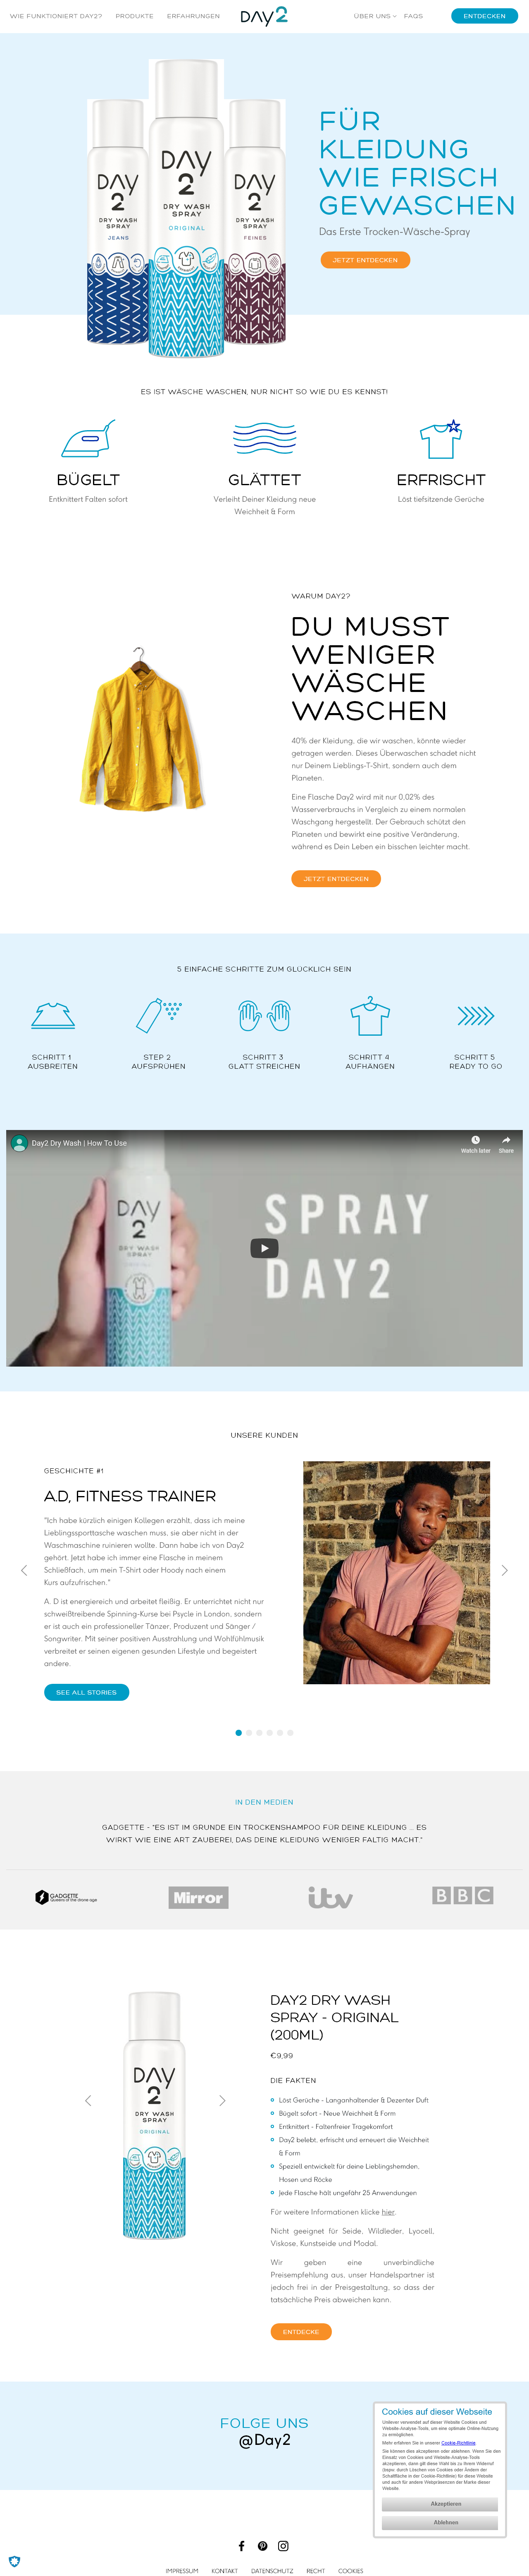 WIE FUNKTIONIERT DAY2?
PRODUKTE
ERFAHRUNGEN
DAY2
ÜBER UNS
FAQS
ENTDECKEN
DAY
2
DRY WASH
SPRAY
JEANS
DAY
2
DRY WASH
SPRAY
ORIGINAL
DAY
2
DRY WASH
SPRAY
FEINES
FÜR
KLEIDUNG
WIE FRISCH
GEWASCHEN
Das Erste Trocken-Wäsche-Spray
JETZT ENTDECKEN
ES IST WÄSCHE WASCHEN, NUR NICHT SO WIE DU ES KENNST!
BÜGELT
Entknittert Falten sofort
GLÄTTET
Verleiht Deiner Kleidung neue
Weichheit & Form
ERFRISCHT
Löst tiefsitzende Gerüche
WARUM DAY2?
DU MUSST
WENIGER
WÄSCHE
WASCHEN
40% der Kleidung, die wir waschen, könnte wieder
getragen werden. Dieses Überwaschen schadet nicht
nur Deinem Lieblings-T-Shirt, sondern auch dem
Planeten.
Eine Flasche Day2 wird mit nur 0.02% des
Wasserverbrauchs in Vergleich zu einem normalen
Waschgang hergestellt. Der Gebrauch schützt den
Planeten und bewirkt eine positive Veränderung,
während es Dein Leben ein bisschen leichter macht.
JETZT ENTDECKEN
5 EINFACHE SCHRITTE ZUM GLÜCKLICH SEIN
SCHRITT 1
AUSBREITEN
STEP 2
AUFSPRÜHEN
SCHRITT 3
GLATT STREICHEN
SCHRITT 4
AUFHÄNGEN
SCHRITT 5
READY TO GO
Day2 Dry Wash | How To Use
Watch later
Share
DAY
2
DRY WASH
SPRAY
SPRAY
DAY2
UNSERE KUNDEN
GESCHICHTE #1
A.D, FITNESS TRAINER
"Ich habe kürzlich einigen Kollegen erzählt, dass ich meine
Lieblingssporttasche waschen muss, sie aber nicht in der
Waschmaschine ruinieren wollte. Dann habe ich von Day2
gehört. Jetzt habe ich immer eine Flasche in meinem
Schließfach, um mein T-Shirt oder Hoody nach einem
Kurs aufzufrischen."
A. D ist energiereich und arbeitet fleißig. Er unterrichtet nicht nur
schweißtreibende Spinning-Kurse bei Psycle in London, sondern
er ist auch ein professioneller Tänzer, Produzent und Sänger /
Songwriter. Mit seiner positiven Ausstrahlung und Wohlfühlmusik
verbreitet er seinen eigenen gesunden Lifestyle und begeistert
andere.
SEE ALL STORIES
IN DEN MEDIEN
GADGETTE - "ES IST IM GRUNDE EIN TROCKENSHAMPOO FÜR DEINE KLEIDUNG ... ES
WIRKT WIE EINE ART ZAUBEREI, DAS DEINE KLEIDUNG WENIGER FALTIG MACHT."
GADGETTE
Queens of the drone age
Mirror
itv
BBC
DAY
2
DRY WASH
SPRAY
ORIGINAL
DAY2 DRY WASH
SPRAY - ORIGINAL
(200ML)
€9,99
DIE FAKTEN
Löst Gerüche - Langanhaltender & Dezenter Duft
Bügelt sofort - Neue Weichheit & Form
Entknittert - Faltenfreier Tragekomfort
Day2 belebt, erfrischt und erneuert die Weichheit
& Form
Speziell entwickelt für deine Lieblingshemden,
Hosen und Röcke
Jede Flasche hält ungefähr 25 Anwendungen
Für weitere Informationen klicke hier.
Nicht geeignet für Seide, Wildleder, Lyocell,
Viskose, Kunstseide und Modal.
Wir geben eine unverbindliche
Preisempfehlung aus, unser Handelspartner ist
jedoch frei in der Preisgestaltung, so dass der
tatsächliche Preis abweichen kann.
ENTDECKE
FOLGE UNS
@Day2
Cookies auf dieser Webseite
Unilever verwendet auf dieser Website Cookies und
Website-Analyse-Tools, um eine optimale Online-Nutzung
zu ermöglichen.
Mehr erfahren Sie in unserer Cookie-Richtlinie.
Sie können dies akzeptieren oder ablehnen. Wenn Sie den
Einsatz von Cookies und Website-Analyse-Tools
akzeptieren, dann gilt diese Wahl bis zu Ihrem Widerruf
(bspw. durch Löschen von Cookies oder Ändern der
Schaltfläche in der Cookie-Richtlinie) für diese Website
und auch für andere Webpräsenzen der Marke dieser
Website.
Akzeptieren
Ablehnen
IMPRESSUM
KONTAKT
DATENSCHUTZ
RECHT
COOKIES